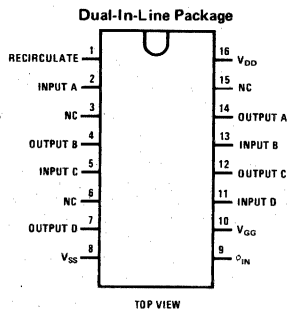 Dual-In-Line Package
RECIRCULATE 1
INPUT A 2
NC 3
OUTPUT B 4
INPUT C 5
NC 6
OUTPUT D 7
VSS 8
16 VDD
15 NC
14 OUTPUT A
13 INPUT B
12 OUTPUT C
11 INPUT D
10 VGG
9 ΦIN
TOP VIEW